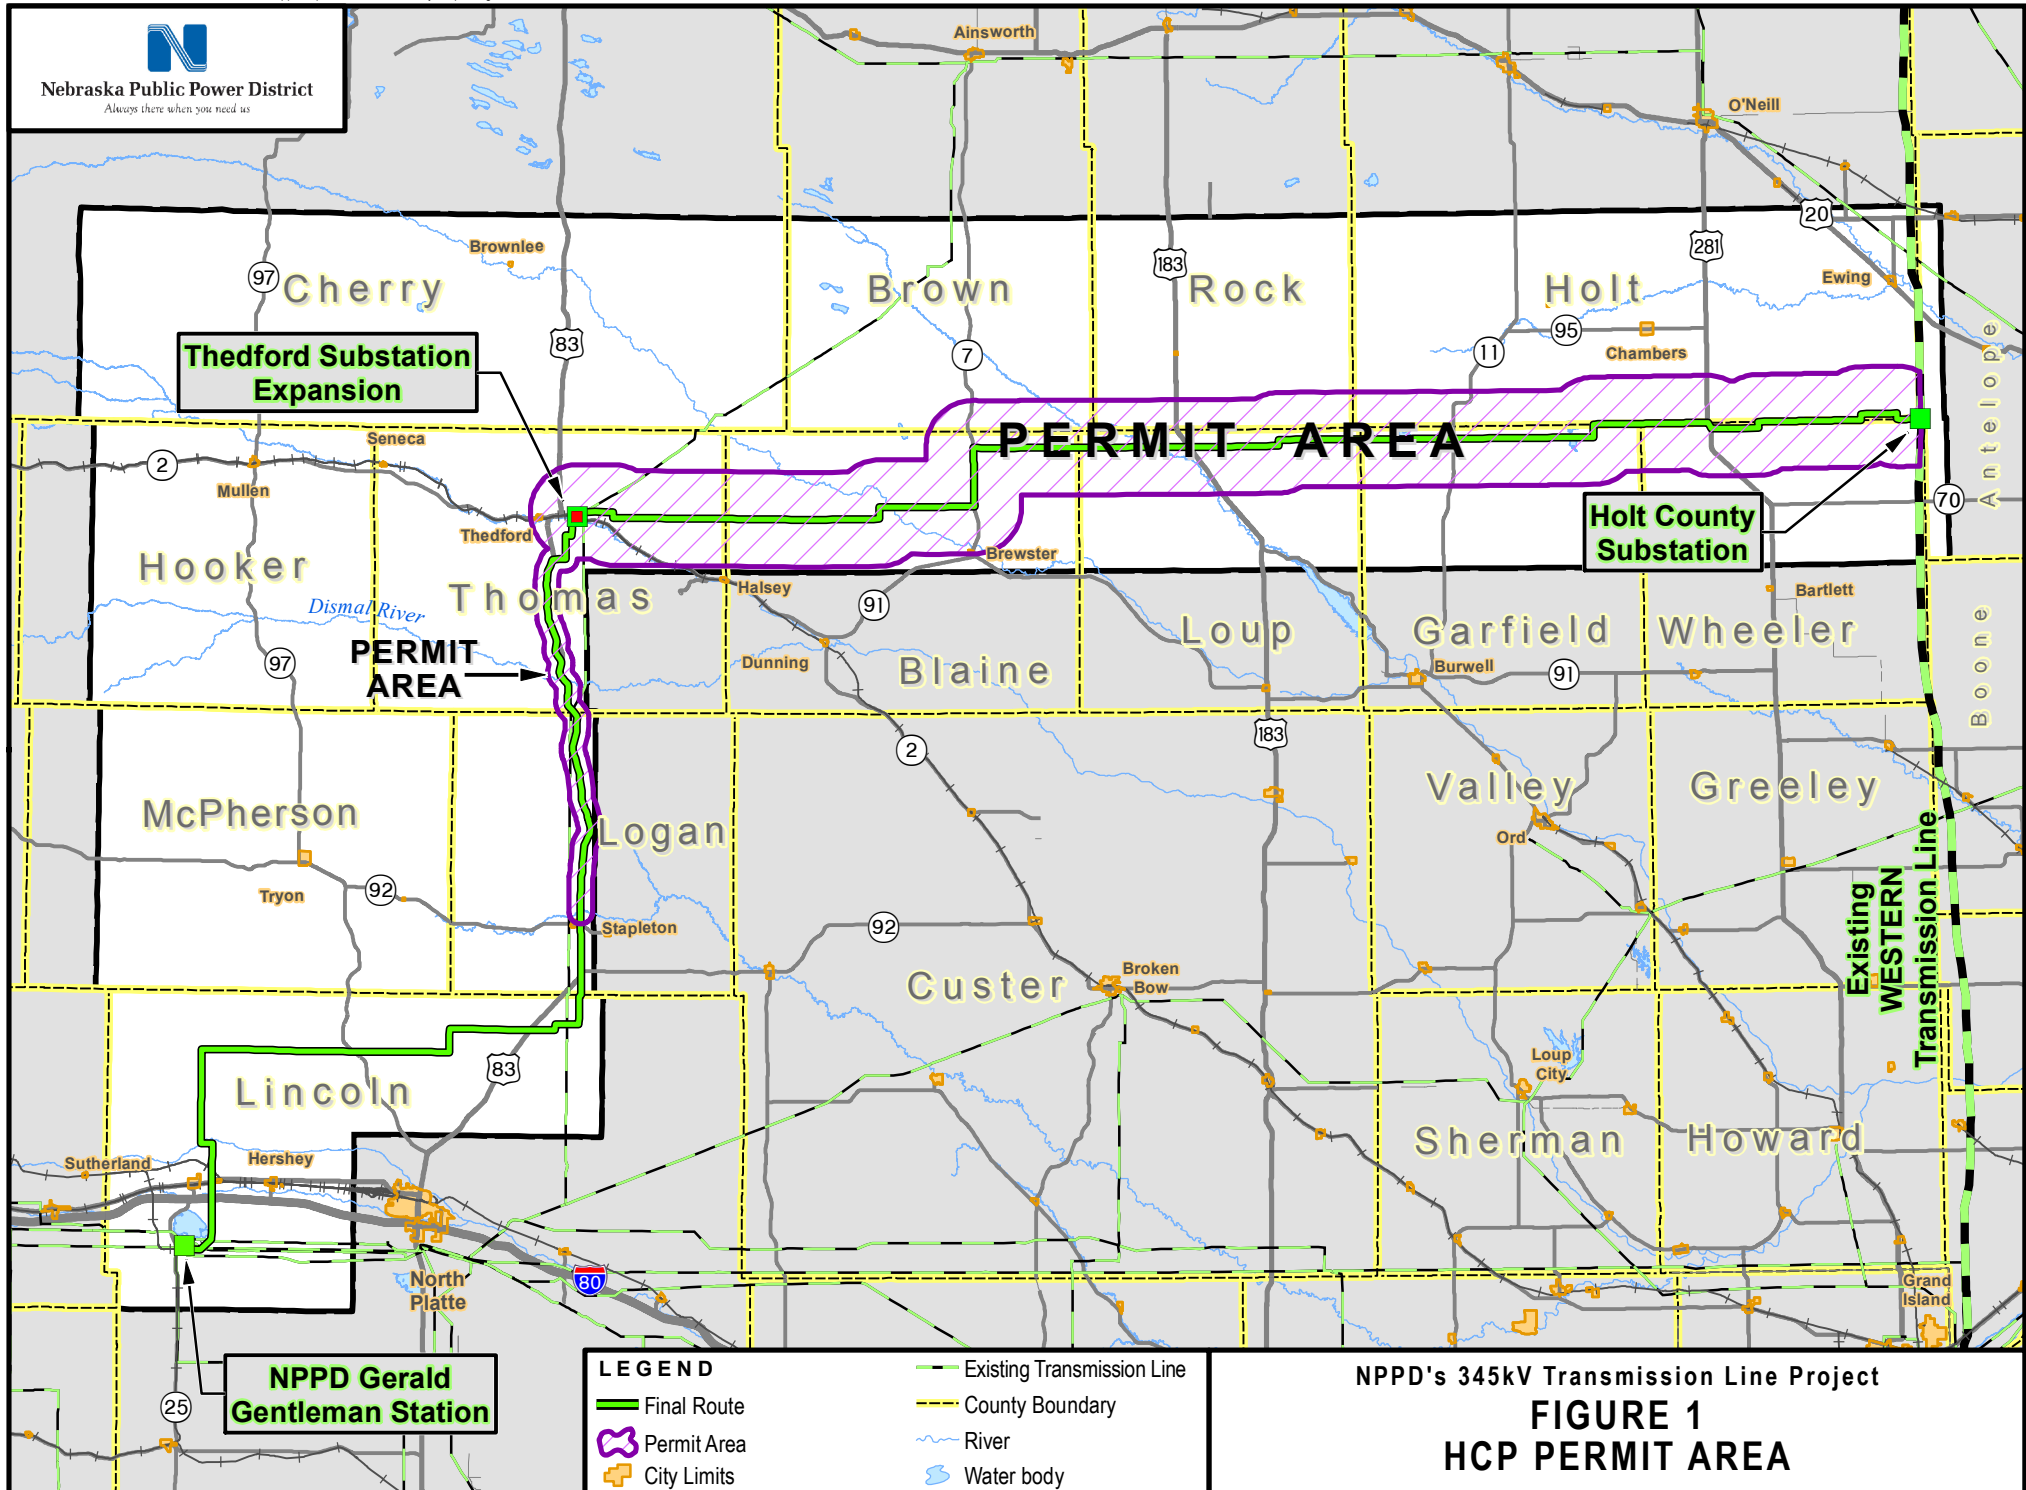 Nebraska Public Power District
Always there when you need us
Ainsworth
O'Neill
20
Brownlee
97
Cherry
183
281
Brown
Rock
Holt
Ewing
83
7
11
95
Chambers
Thedford Substation
Expansion
Antelope
Seneca
2
Mullen
PERMIT AREA
Thedford
70
Holt County
Substation
Brewster
Hooker
Thomas
Halsey
91
Bartlett
Dismal River
Loup
Garfield
Wheeler
PERMIT
AREA
97
Dunning
Blaine
Burwell
91
Boone
183
2
McPherson
Logan
Valley
Greeley
Ord
Tryon
92
Stapleton
92
Custer
Broken
Bow
Existing
WESTERN
Transmission Line
83
Lincoln
Loup
City
Sherman
Howard
Sutherland
Hershey
North
Platte
80
Grand
Island
NPPD Gerald
Gentleman Station
25
LEGEND
Final Route
Permit Area
City Limits
Existing Transmission Line
County Boundary
River
Water body
NPPD's 345kV Transmission Line Project
FIGURE 1
HCP PERMIT AREA